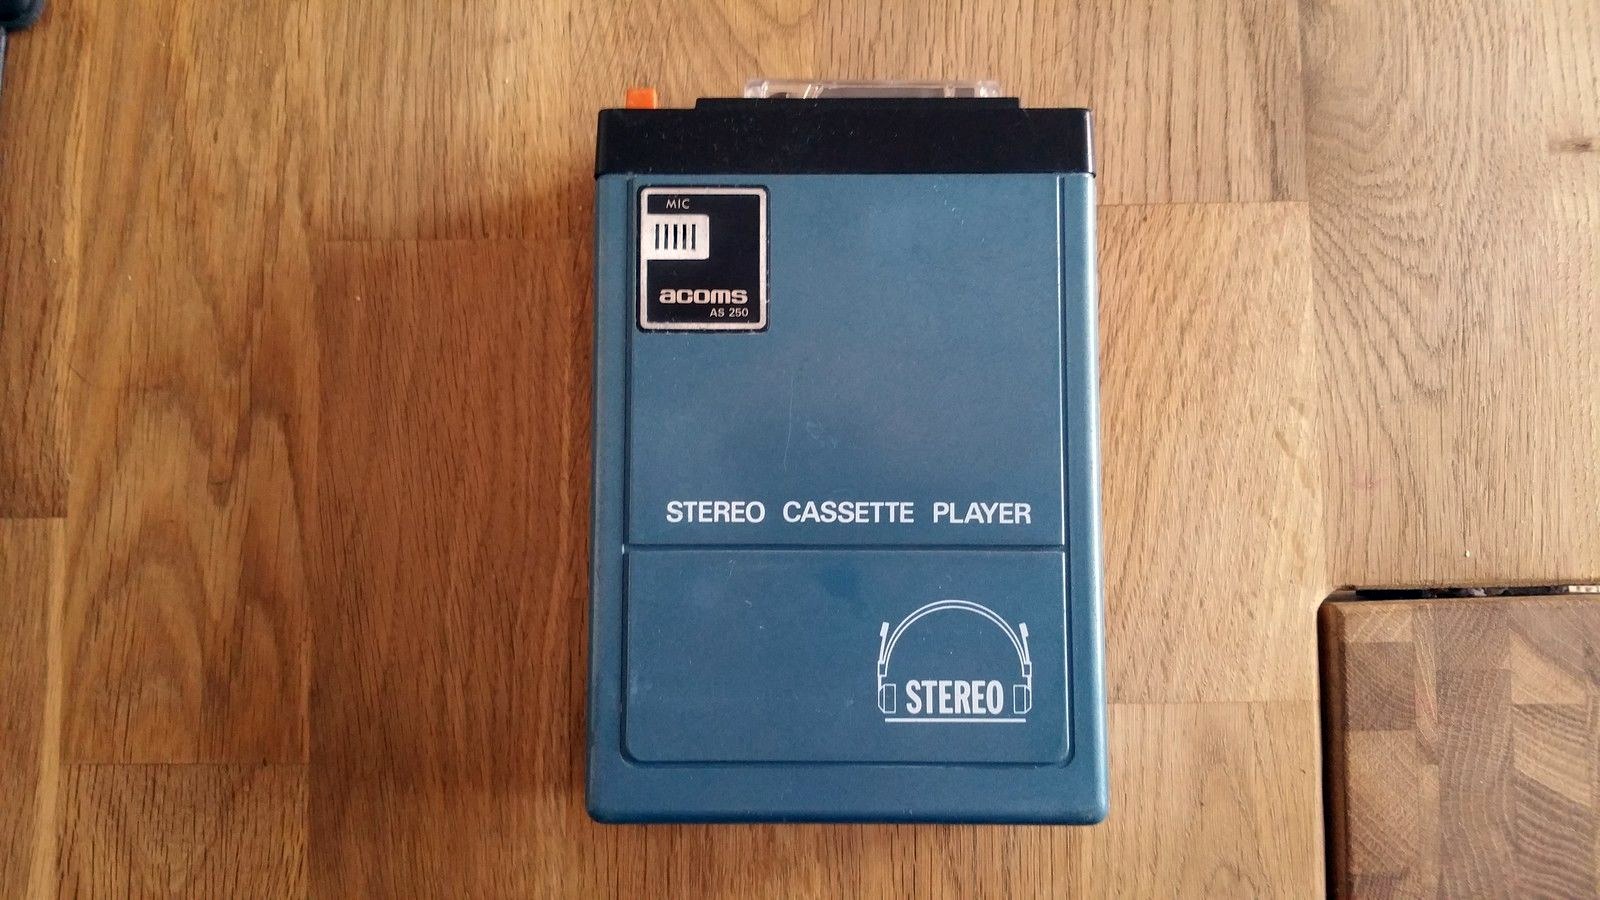 MIC
acoms
AS 250
STEREO CASSETTE PLAYER
STEREO